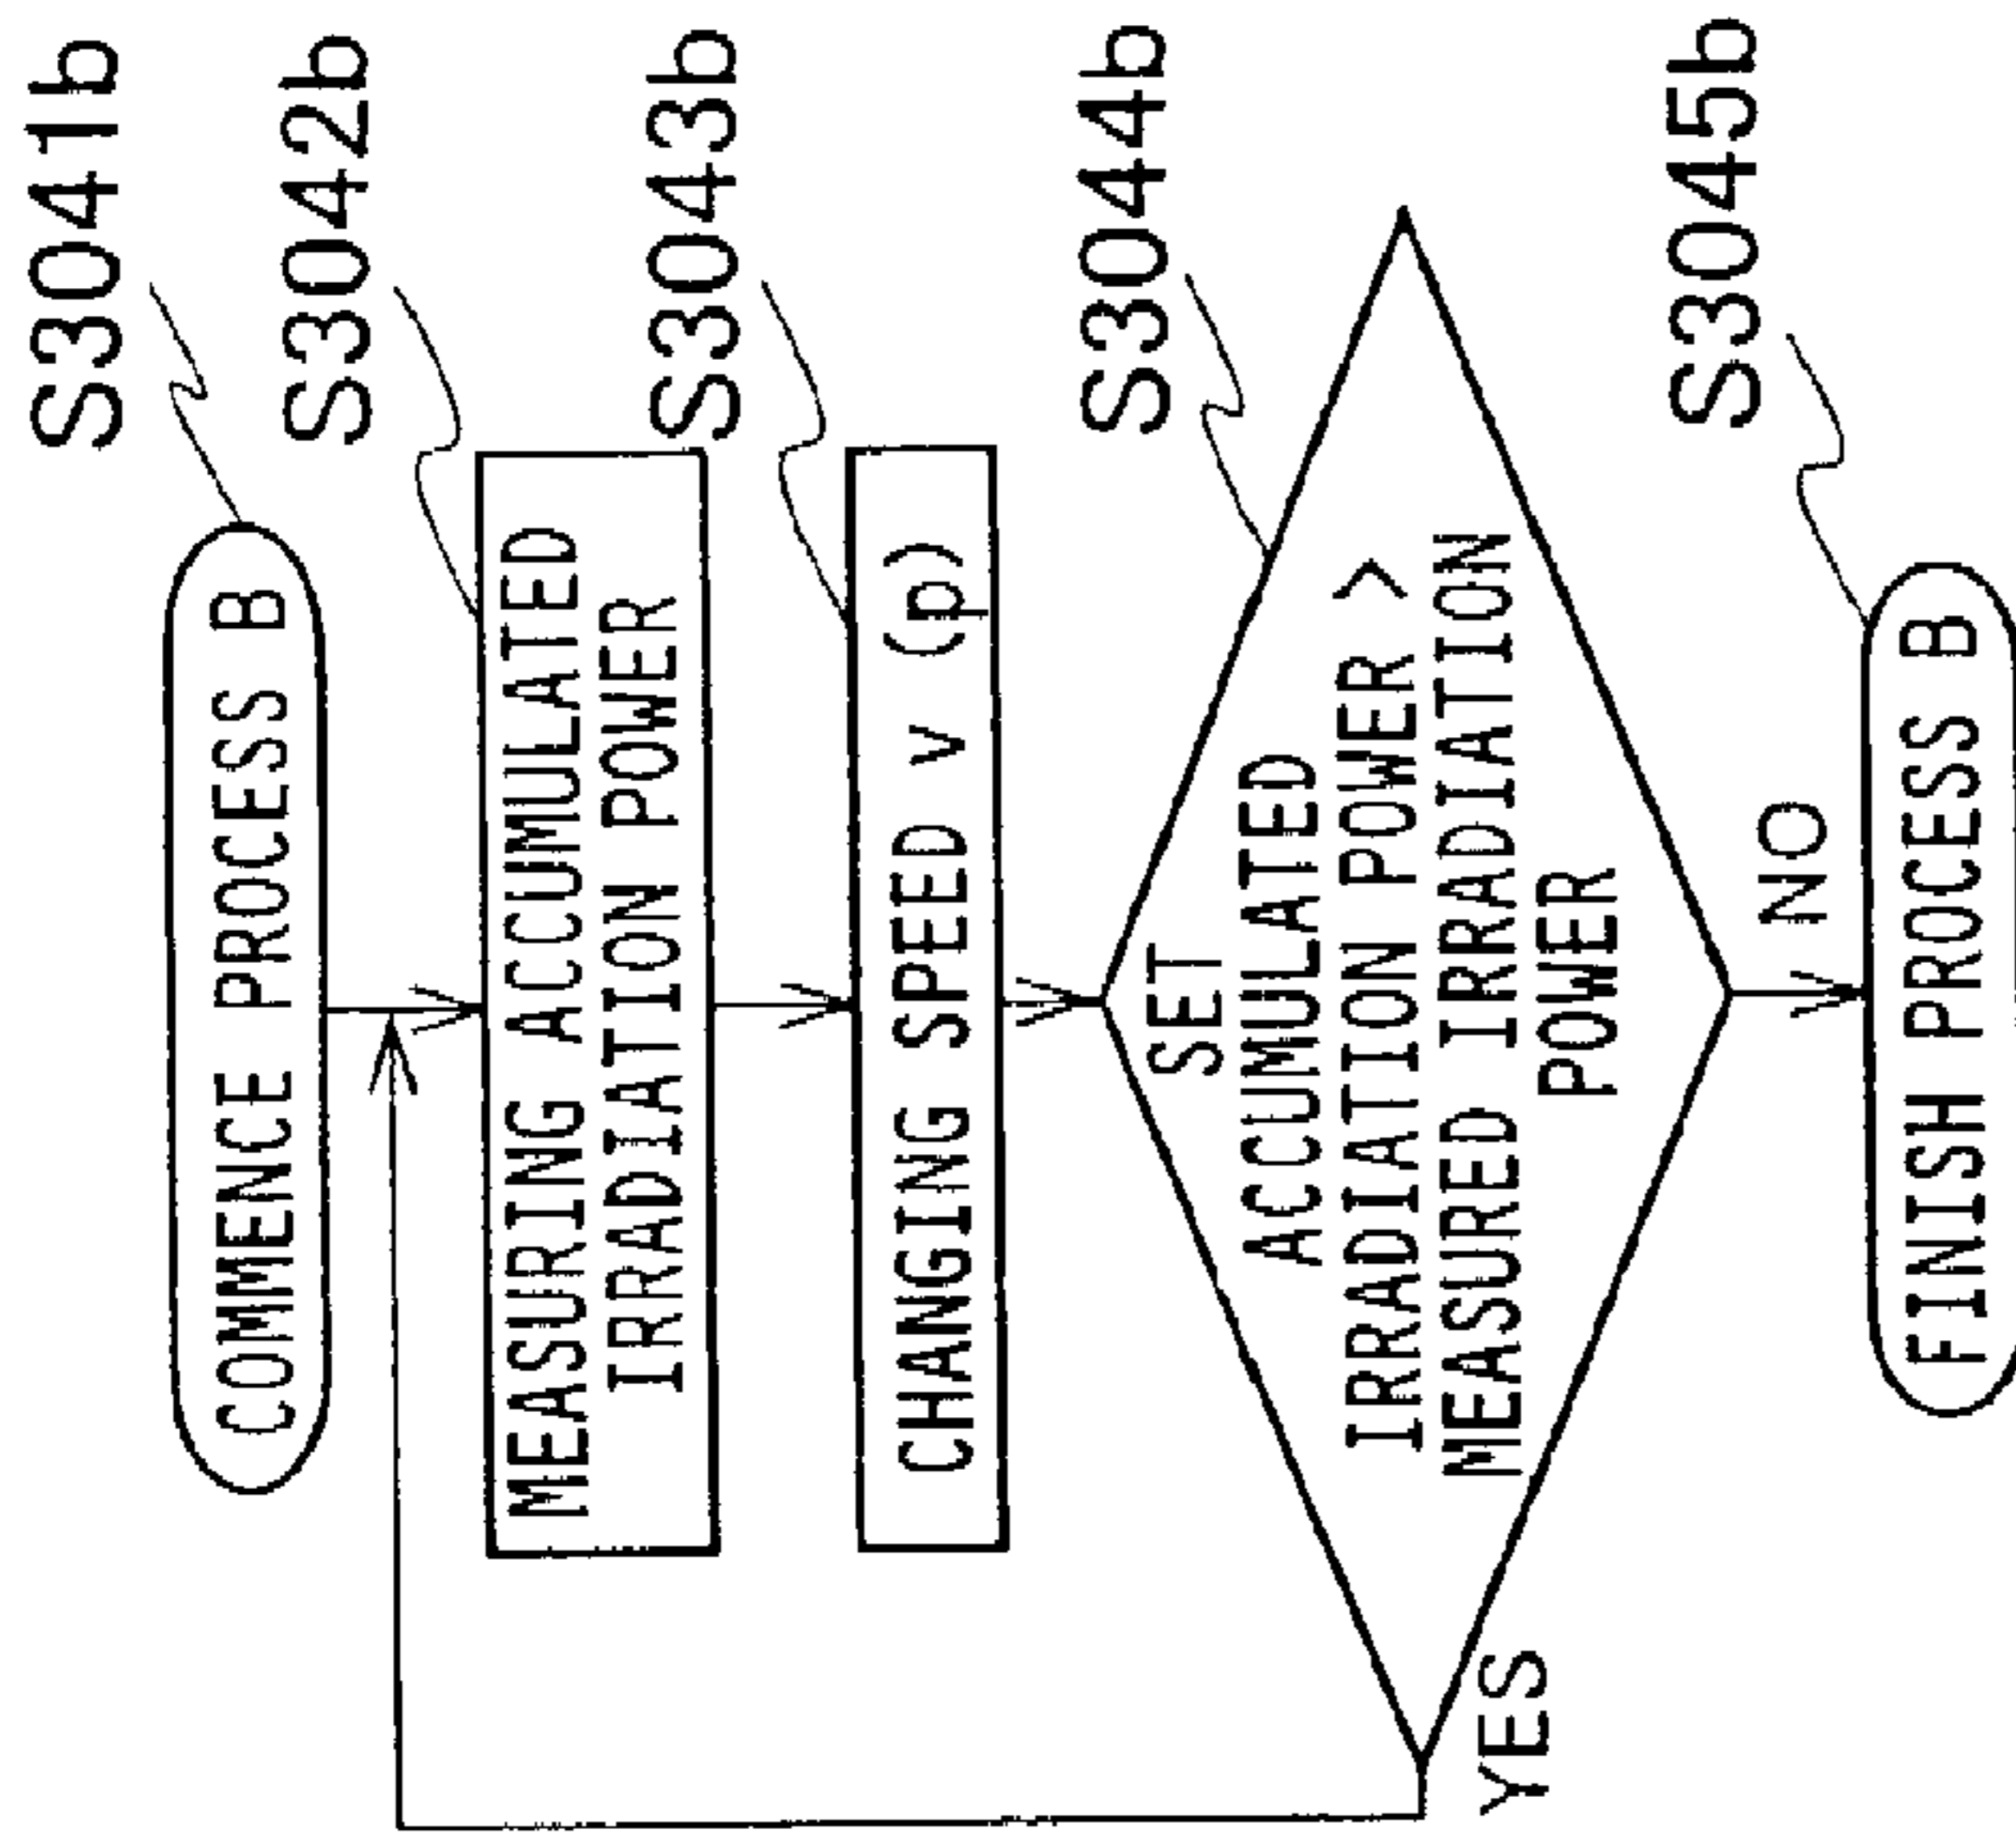 S3041b
COMMENCE PROCESS B
S3042b
MEASURING ACCUMULATED
IRRADIATION POWER
S3043b
CHANGING SPEED v (p)
S3044b
SET
ACCUMULATED
IRRADIATION POWER >
MEASURED IRRADIATION
POWER
YES
NO
S3045b
FINISH PROCESS B